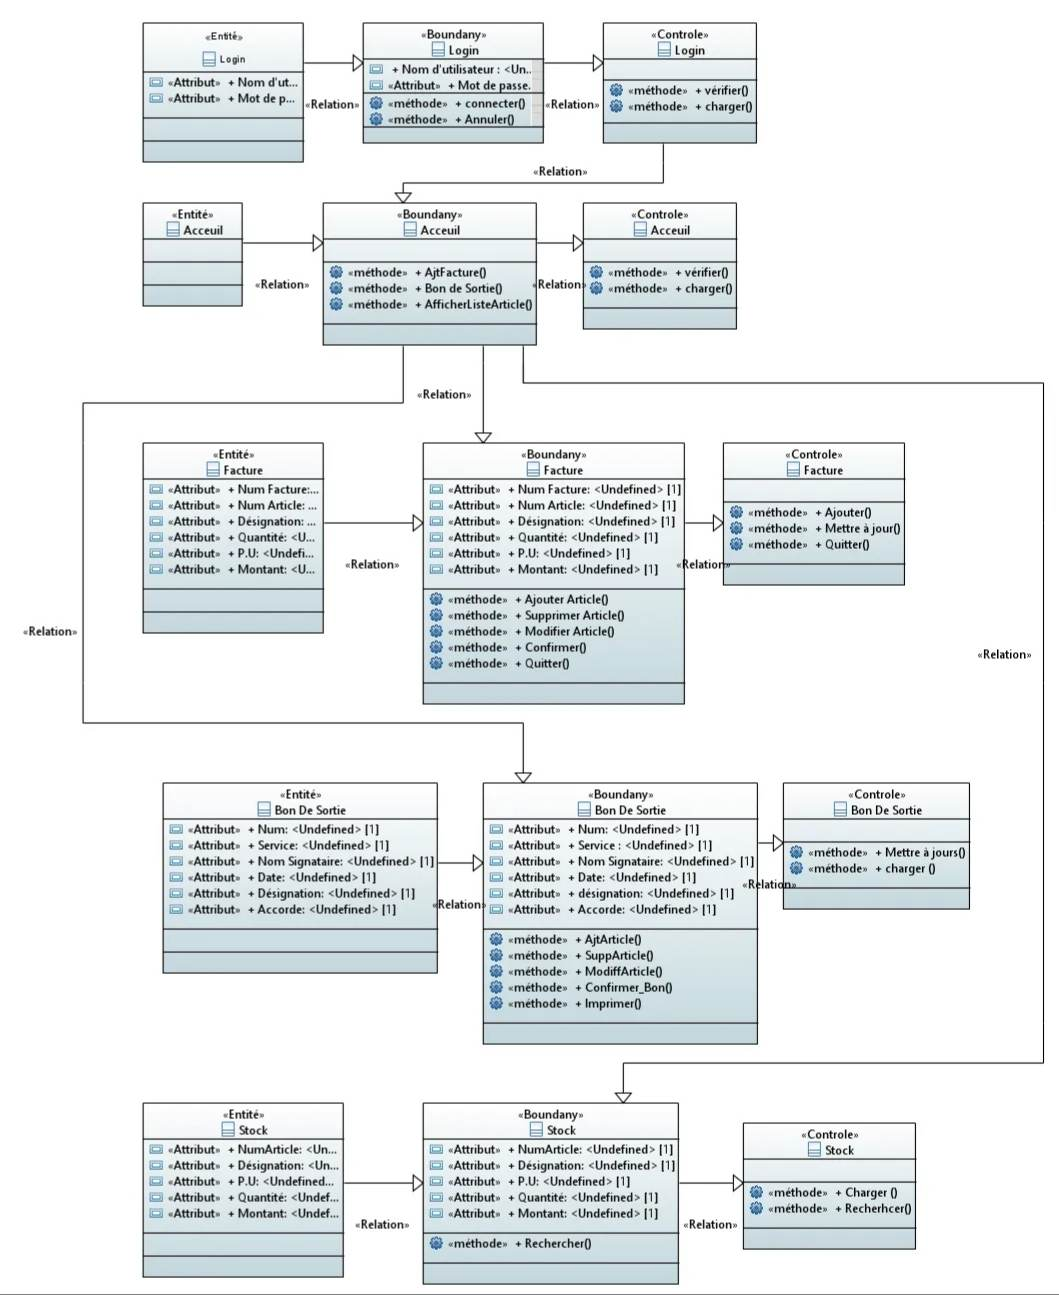 «Entité»
Login
«Attribut» + Nom d'ut...
«Attribut» + Mot de p...
«Relation»
«Boundany»
Login
+ Nom d'utilisateur : <Un..
«Attribut» + Mot de passe.
«méthode» + connecter()
«méthode» + Annuler()
«Relation»
«Controle»
Login
«méthode» + vérifier()
«méthode» + charger()
«Relation»
«Entité»
Acceuil
«Relation»
«Boundany»
Acceuil
«méthode» + AjtFacture()
«méthode» + Bon de Sortie()
«méthode» + AfficherListeArticle()
«Relation»
«Controle»
Acceuil
«méthode» + vérifier()
«méthode» + charger()
«Relation»
«Entité»
Facture
«Attribut» + Num Facture:...
«Attribut» + Num Article: ...
«Attribut» + Désignation: ...
«Attribut» + Quantité: <U...
«Attribut» + P.U: <Undefi...
«Attribut» + Montant: <U...
«Relation»
«Boundany»
Facture
«Attribut» + Num Facture: <Undefined> [1]
«Attribut» + Num Article: <Undefined> [1]
«Attribut» + Désignation: <Undefined> [1]
«Attribut» + Quantité: <Undefined> [1]
«Attribut» + P.U: <Undefined> [1]
«Attribut» + Montant: <Undefined> [1]
«méthode» + Ajouter Article()
«méthode» + Supprimer Article()
«méthode» + Modifier Article()
«méthode» + Confirmer()
«méthode» + Quitter()
«Relation»
«Controle»
Facture
«méthode» + Ajouter()
«méthode» + Mettre à jour()
«méthode» + Quitter()
«Relation»
«Relation»
«Entité»
Bon De Sortie
«Attribut» + Num: <Undefined> [1]
«Attribut» + Service: <Undefined> [1]
«Attribut» + Nom Signataire: <Undefined> [1]
«Attribut» + Date: <Undefined> [1]
«Attribut» + Désignation: <Undefined> [1]
«Attribut» + Accorde: <Undefined> [1]
«Relation»
«Boundany»
Bon De Sortie
«Attribut» + Num: <Undefined> [1]
«Attribut» + Service : <Undefined> [1]
«Attribut» + Nom Signataire: <Undefined> [1]
«Attribut» + Date: <Undefined> [1]
«Attribut» + désignation: <Undefined> [1]
«Attribut» + Accorde: <Undefined> [1]
«méthode» + AjtArticle()
«méthode» + SuppArticle()
«méthode» + ModiffArticle()
«méthode» + Confirmer_Bon()
«méthode» + Imprimer()
«Relation»
«Controle»
Bon De Sortie
«méthode» + Mettre à jours()
«méthode» + charger ()
«Entité»
Stock
«Attribut» + NumArticle: <Un...
«Attribut» + Désignation: <Un...
«Attribut» + P.U: <Undefined...
«Attribut» + Quantité: <Undef...
«Attribut» + Montant: <Undef...
«Relation»
«Boundany»
Stock
«Attribut» + NumArticle: <Undefined> [1]
«Attribut» + Désignation: <Undefined> [1]
«Attribut» + P.U: <Undefined> [1]
«Attribut» + Quantité: <Undefined> [1]
«Attribut» + Montant: <Undefined> [1]
«méthode» + Rechercher()
«Relation»
«Controle»
Stock
«méthode» + Charger ()
«méthode» + Recherhcer()